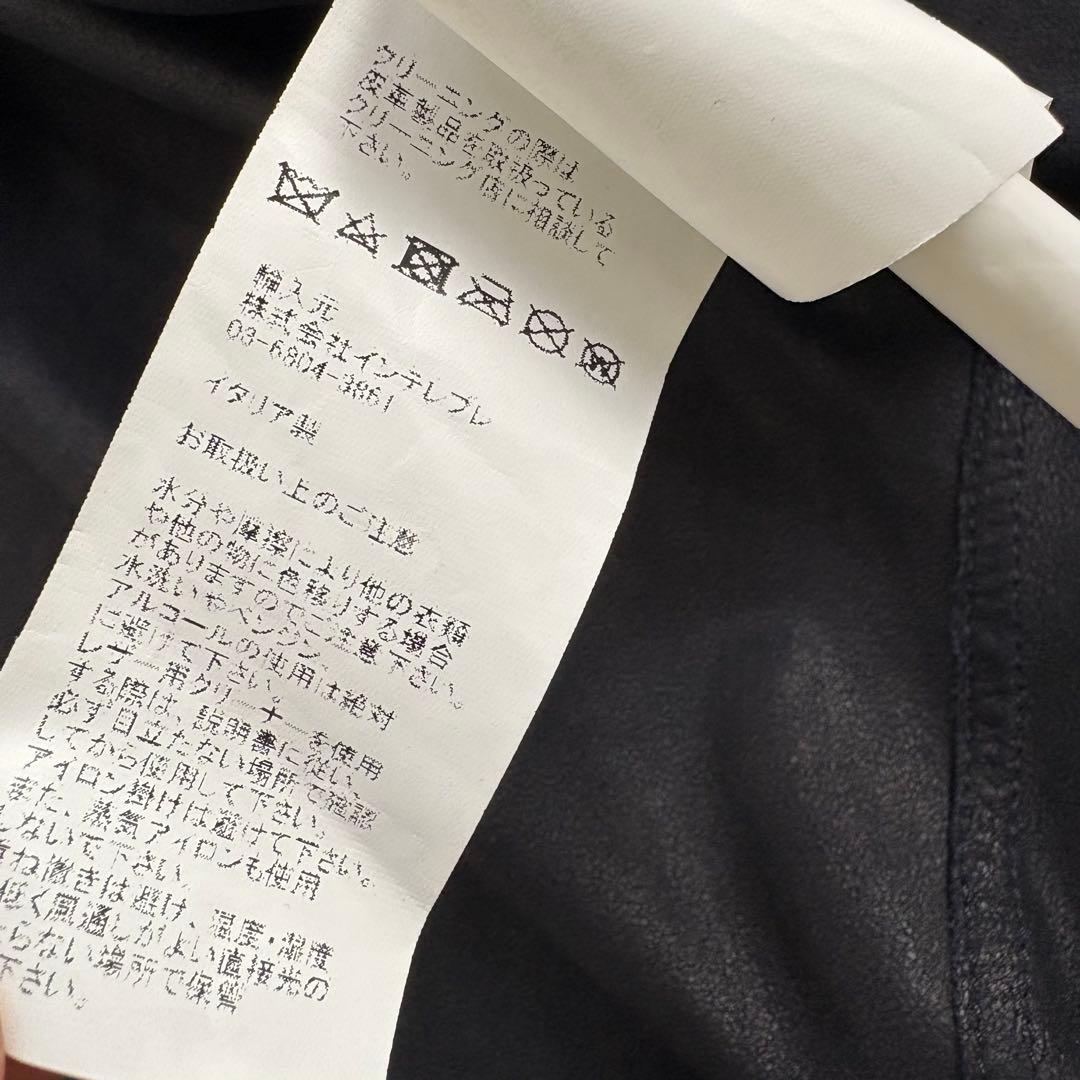 クリーニングの際は
皮革製品を取扱っている
クリーニング店に相談して
下さい。
輸入元
株式会社インテレプレ
06-6804-3861
イタリア製
お取扱い上のご注意
水分や摩擦により他の衣類
や他の物に色移りする場合
がありますのでご注意下さい。
水洗いやベンジン、
アルコールの使用は絶対
に避けて下さい。
レザー用クリーナーを使用
する際は、説明書に従い、
必ず目立たない場所で確認
してから使用して下さい。
アイロン掛けは避けて下さい。
また、蒸気アイロンも使用
しないで下さい。
重ね置きは避け、温度・湿度
低く風通しがよい直接光の
当らない場所で保管
下さい。